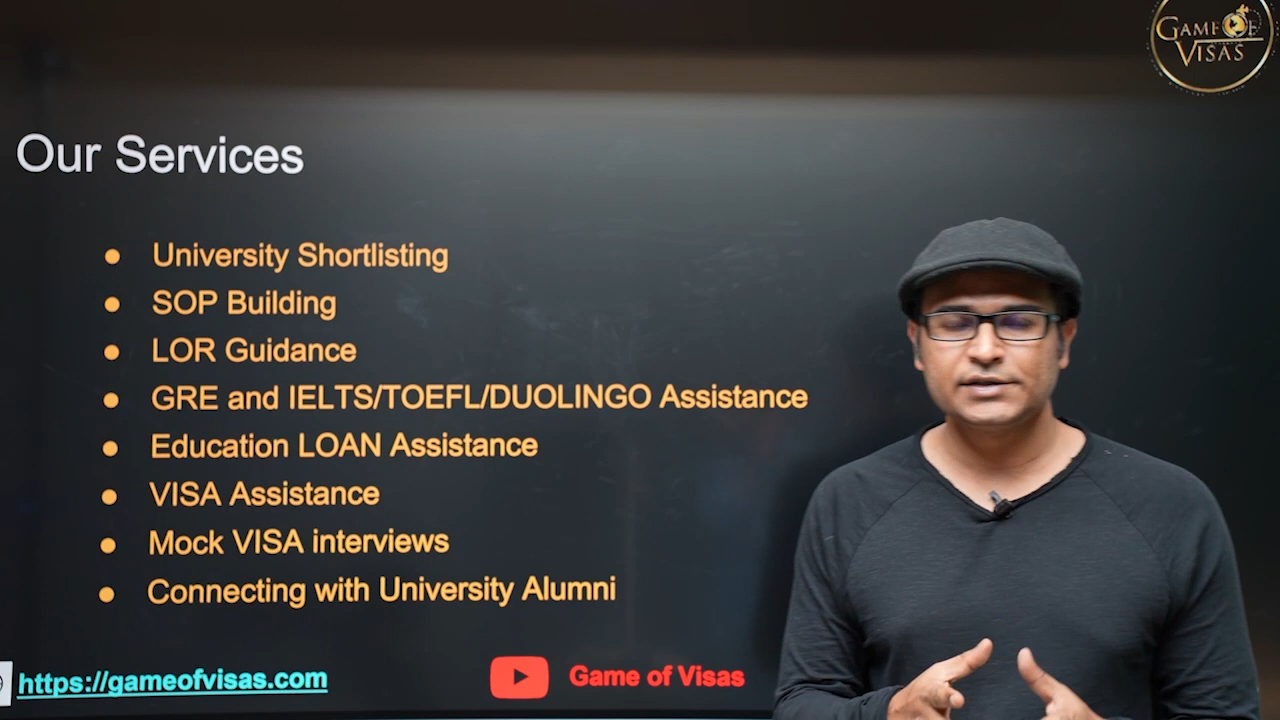 GAME OF
VISAS
Our Services
University Shortlisting
SOP Building
LOR Guidance
GRE and IELTS/TOEFL/DUOLINGO Assistance
Education LOAN Assistance
VISA Assistance
Mock VISA interviews
Connecting with University Alumni
https://gameofvisas.com
Game of Visas